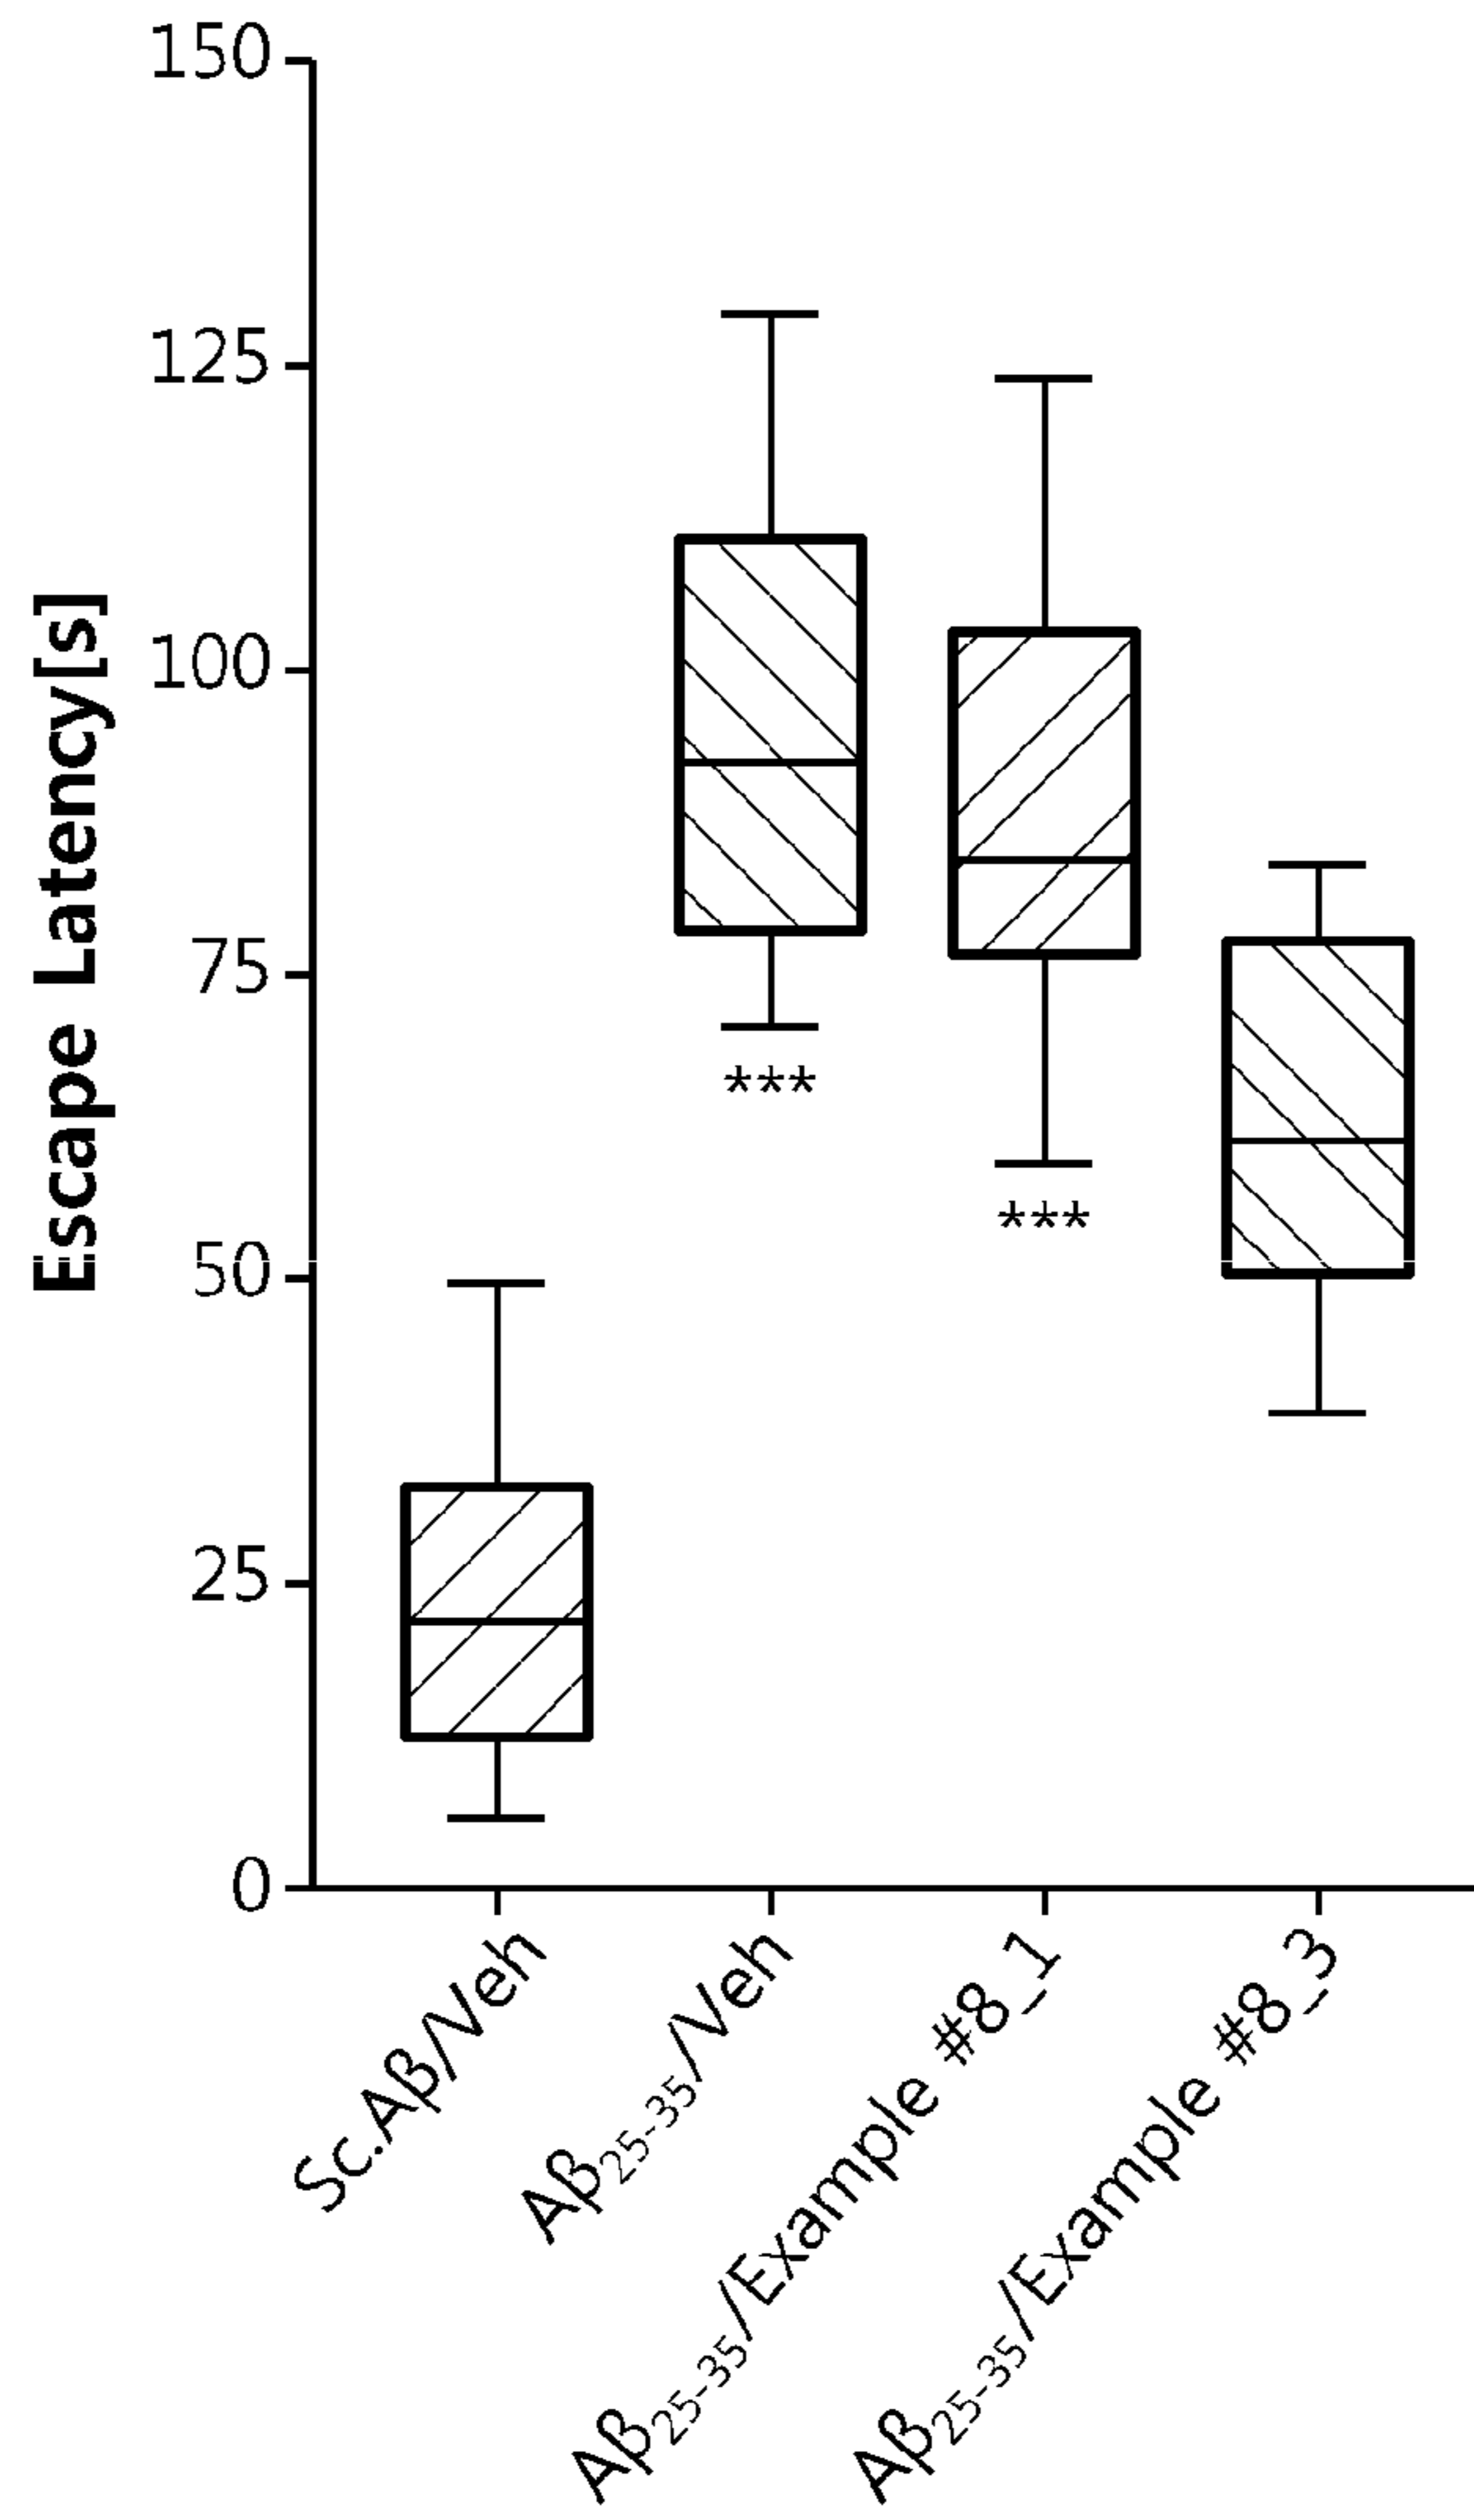 Escape Latency[s]
150
125
100
75
50
25
0
***
***
Sc.Aβ/Veh
Aβ25-35/Veh
Aβ25-35/Example #8_1
Aβ25-35/Example #8_3